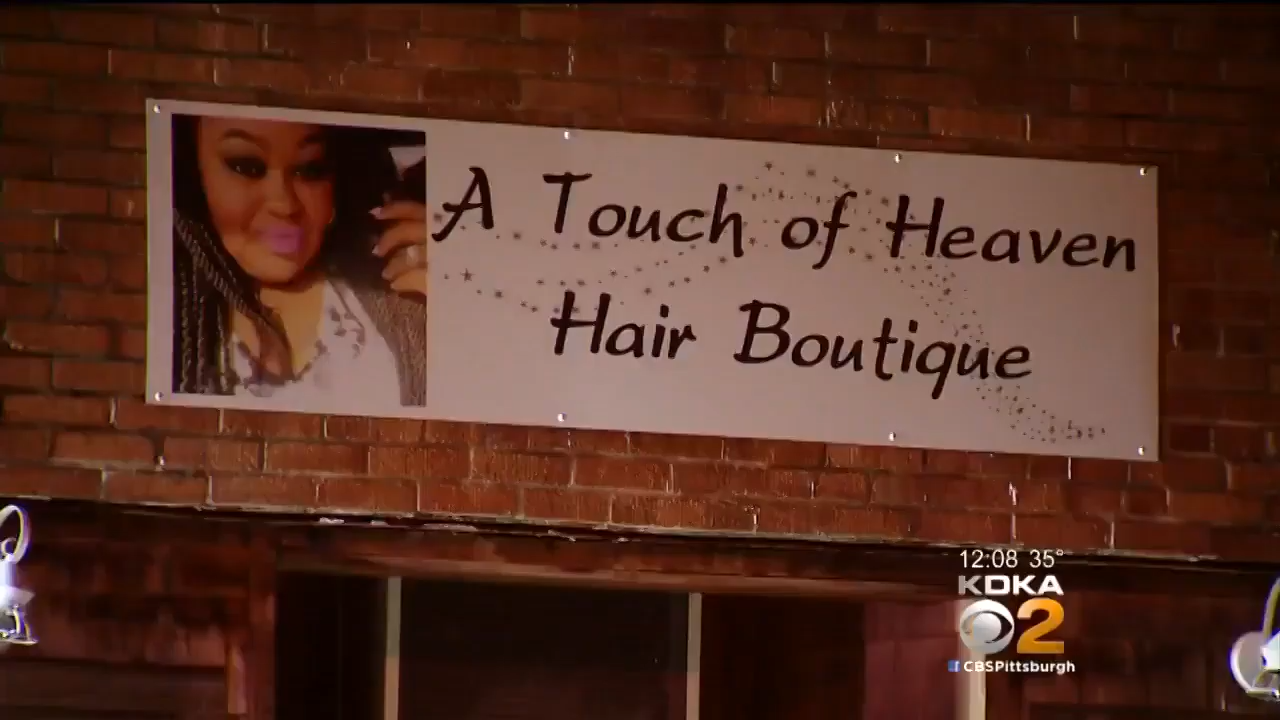 A Touch of Heaven
Hair Boutique
12:08 35°
KDKA
2
f CBSPittsburgh